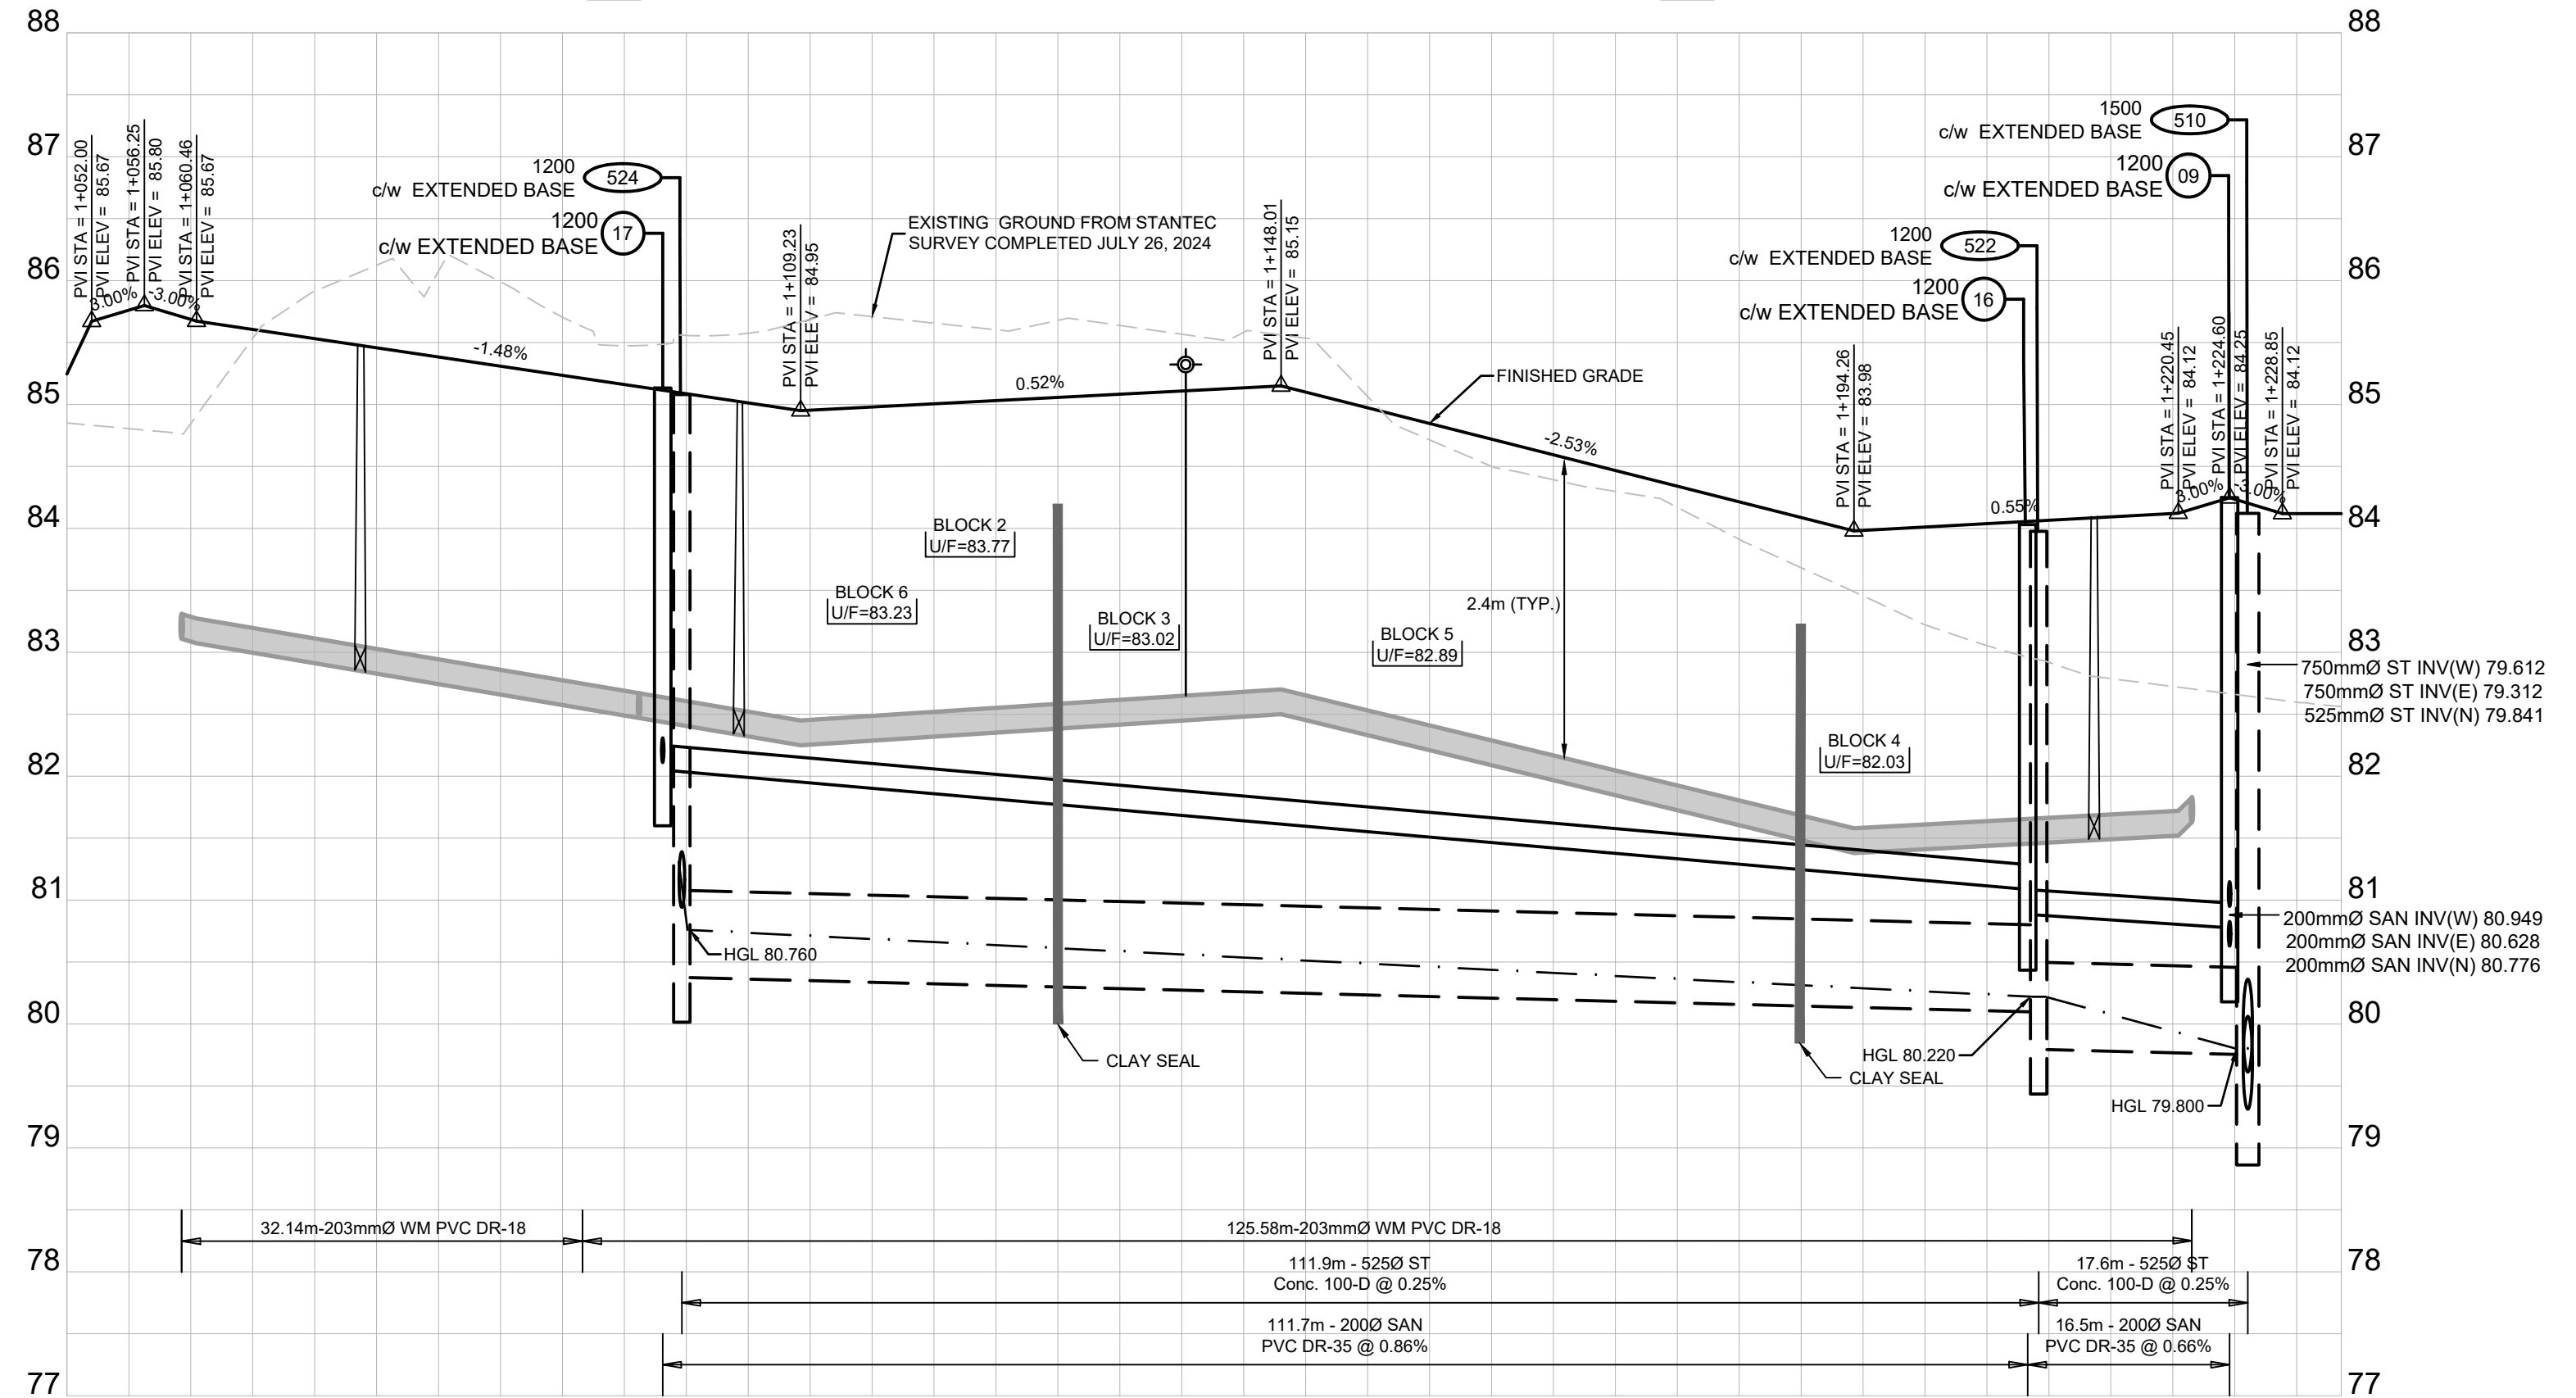 88
88
87
87
86
86
85
85
84
84
83
83
82
82
81
81
80
80
79
79
78
78
77
77
PVI STA = 1+052.00
PVI ELEV = 85.67
PVI STA = 1+056.25
PVI ELEV = 85.80
PVI STA = 1+060.46
PVI ELEV = 85.67
3.00%
-3.00%
-1.48%
1200
c/w EXTENDED BASE
524
1200
c/w EXTENDED BASE
17
PVI STA = 1+109.23
PVI ELEV = 84.95
EXISTING GROUND FROM STANTEC
SURVEY COMPLETED JULY 26, 2024
0.52%
PVI STA = 1+148.01
PVI ELEV = 85.15
FINISHED GRADE
-2.53%
1500
c/w EXTENDED BASE
510
1200
c/w EXTENDED BASE
09
1200
c/w EXTENDED BASE
522
1200
c/w EXTENDED BASE
16
PVI STA = 1+194.26
PVI ELEV = 83.98
0.55%
PVI STA = 1+220.45
PVI ELEV = 84.12
PVI STA = 1+224.60
PVI ELEV = 84.25
PVI STA = 1+228.85
PVI ELEV = 84.12
3.00%
-3.00%
BLOCK 2
U/F=83.77
BLOCK 6
U/F=83.23
BLOCK 3
U/F=83.02
BLOCK 5
U/F=82.89
2.4m (TYP.)
BLOCK 4
U/F=82.03
750mmØ ST INV(W) 79.612
750mmØ ST INV(E) 79.312
525mmØ ST INV(N) 79.841
200mmØ SAN INV(W) 80.949
200mmØ SAN INV(E) 80.628
200mmØ SAN INV(N) 80.776
HGL 80.760
CLAY SEAL
HGL 80.220
CLAY SEAL
HGL 79.800
32.14m-203mmØ WM PVC DR-18
125.58m-203mmØ WM PVC DR-18
111.9m - 525Ø ST
Conc. 100-D @ 0.25%
17.6m - 525Ø ST
Conc. 100-D @ 0.25%
111.7m - 200Ø SAN
PVC DR-35 @ 0.86%
16.5m - 200Ø SAN
PVC DR-35 @ 0.66%